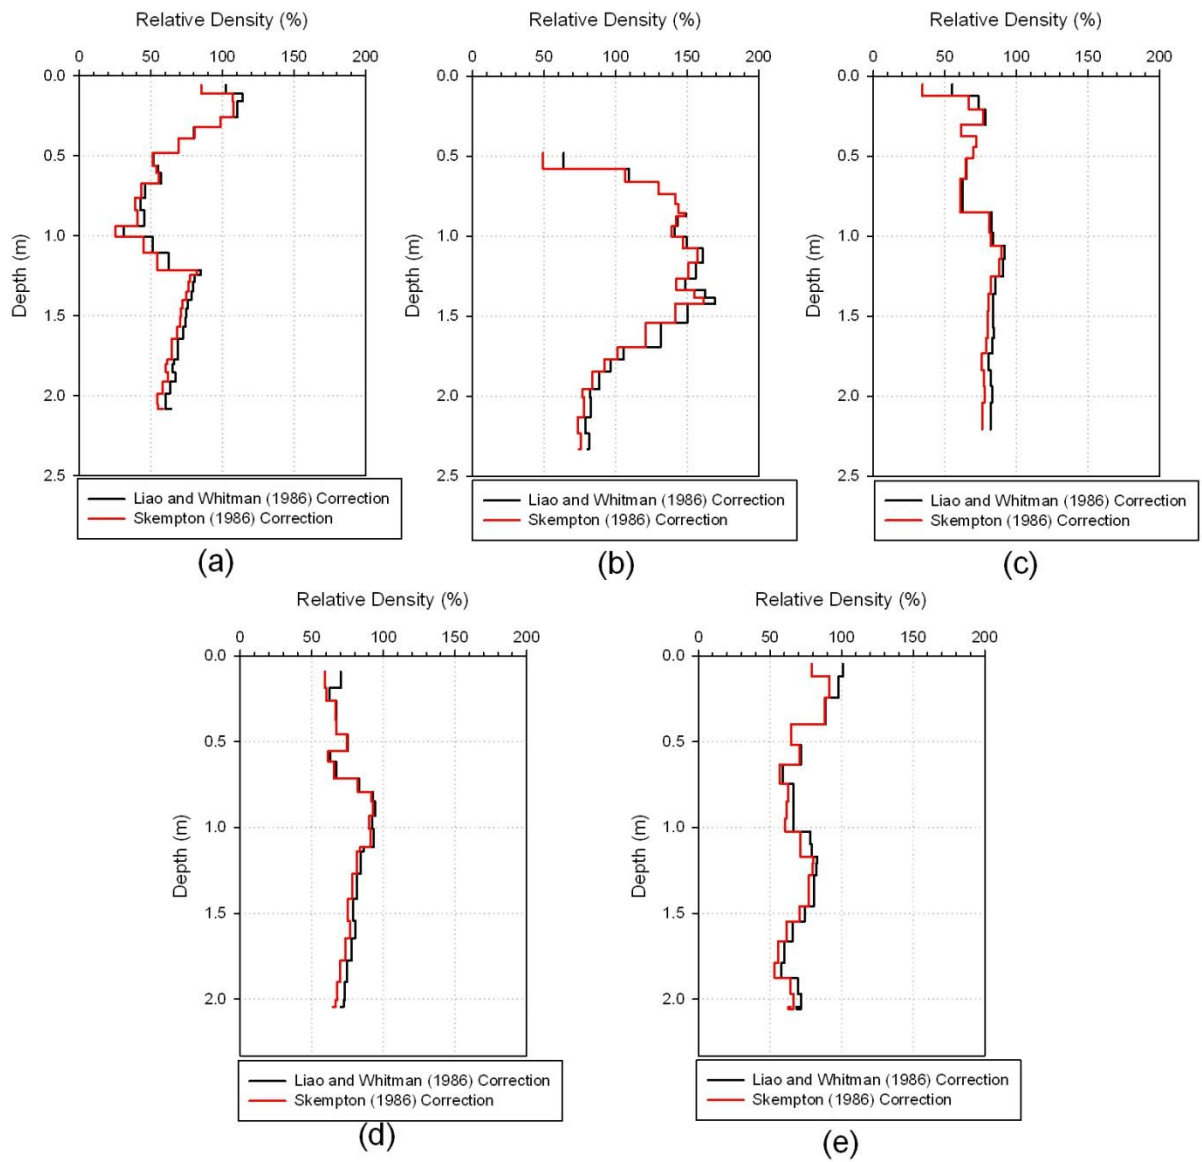 Relative Density (%)
0 50 100 150 200
0.0
0.5
1.0
1.5
2.0
2.5
Depth (m)
Liao and Whitman (1986) Correction
Skempton (1986) Correction
(a)
Relative Density (%)
0 50 100 150 200
0.0
0.5
1.0
1.5
2.0
2.5
Depth (m)
Liao and Whitman (1986) Correction
Skempton (1986) Correction
(b)
Relative Density (%)
0 50 100 150 200
0.0
0.5
1.0
1.5
2.0
2.5
Depth (m)
Liao and Whitman (1986) Correction
Skempton (1986) Correction
(c)
Relative Density (%)
0 50 100 150 200
0.0
0.5
1.0
1.5
2.0
Depth (m)
Liao and Whitman (1986) Correction
Skempton (1986) Correction
(d)
Relative Density (%)
0 50 100 150 200
0.0
0.5
1.0
1.5
2.0
Depth (m)
Liao and Whitman (1986) Correction
Skempton (1986) Correction
(e)